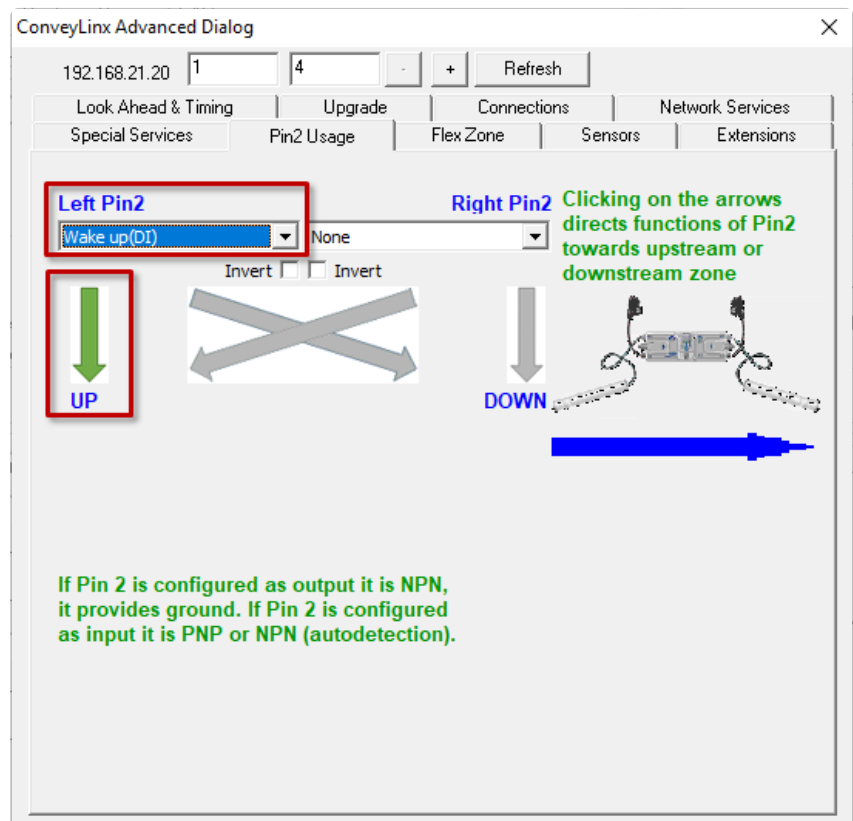 ConveyLinx Advanced Dialog
192.168.21.20 1 4 - + Refresh
Look Ahead & Timing Upgrade Connections Network Services
Special Services Pin2 Usage Flex Zone Sensors Extensions
Left Pin2 Right Pin2
Wake up(DI) None
Invert Invert
UP DOWN
Clicking on the arrows
directs functions of Pin2
towards upstream or
downstream zone
If Pin 2 is configured as output it is NPN,
it provides ground. If Pin 2 is configured
as input it is PNP or NPN (autodetection).